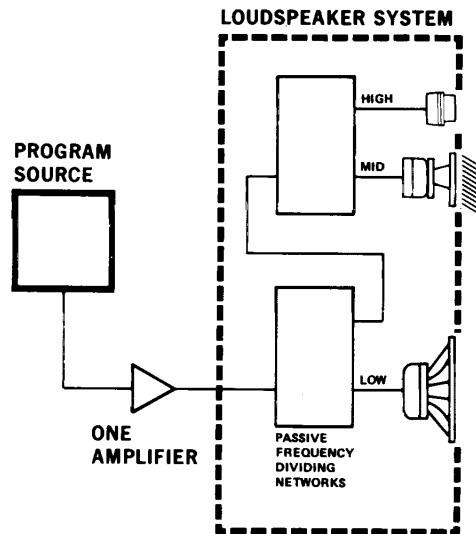 LOUDSPEAKER SYSTEM
HIGH
MID
PROGRAM
SOURCE
LOW
ONE
AMPLIFIER
PASSIVE
FREQUENCY
DIVIDING
NETWORKS